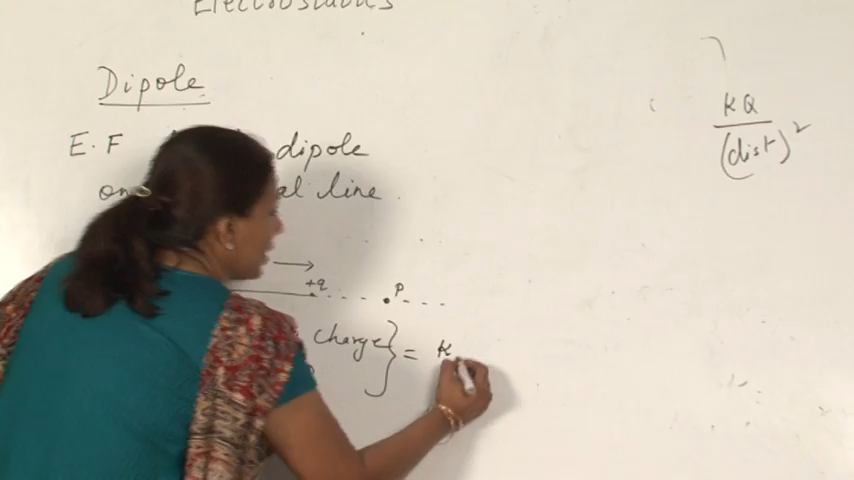 Electrostatics
Dipole
E.F dipole
on al line
+q P
charge } = K
KQ
(dist)²